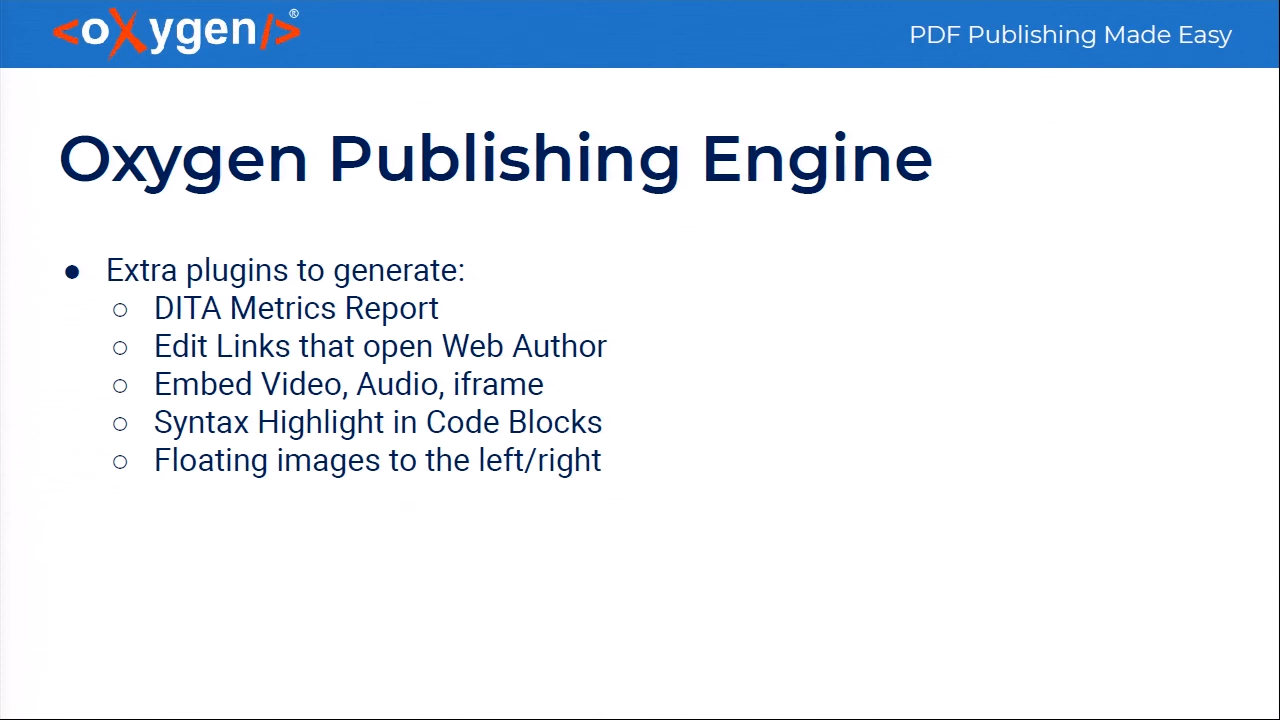 <oXygen/>®
PDF Publishing Made Easy
Oxygen Publishing Engine
● Extra plugins to generate:
○ DITA Metrics Report
○ Edit Links that open Web Author
○ Embed Video, Audio, iframe
○ Syntax Highlight in Code Blocks
○ Floating images to the left/right